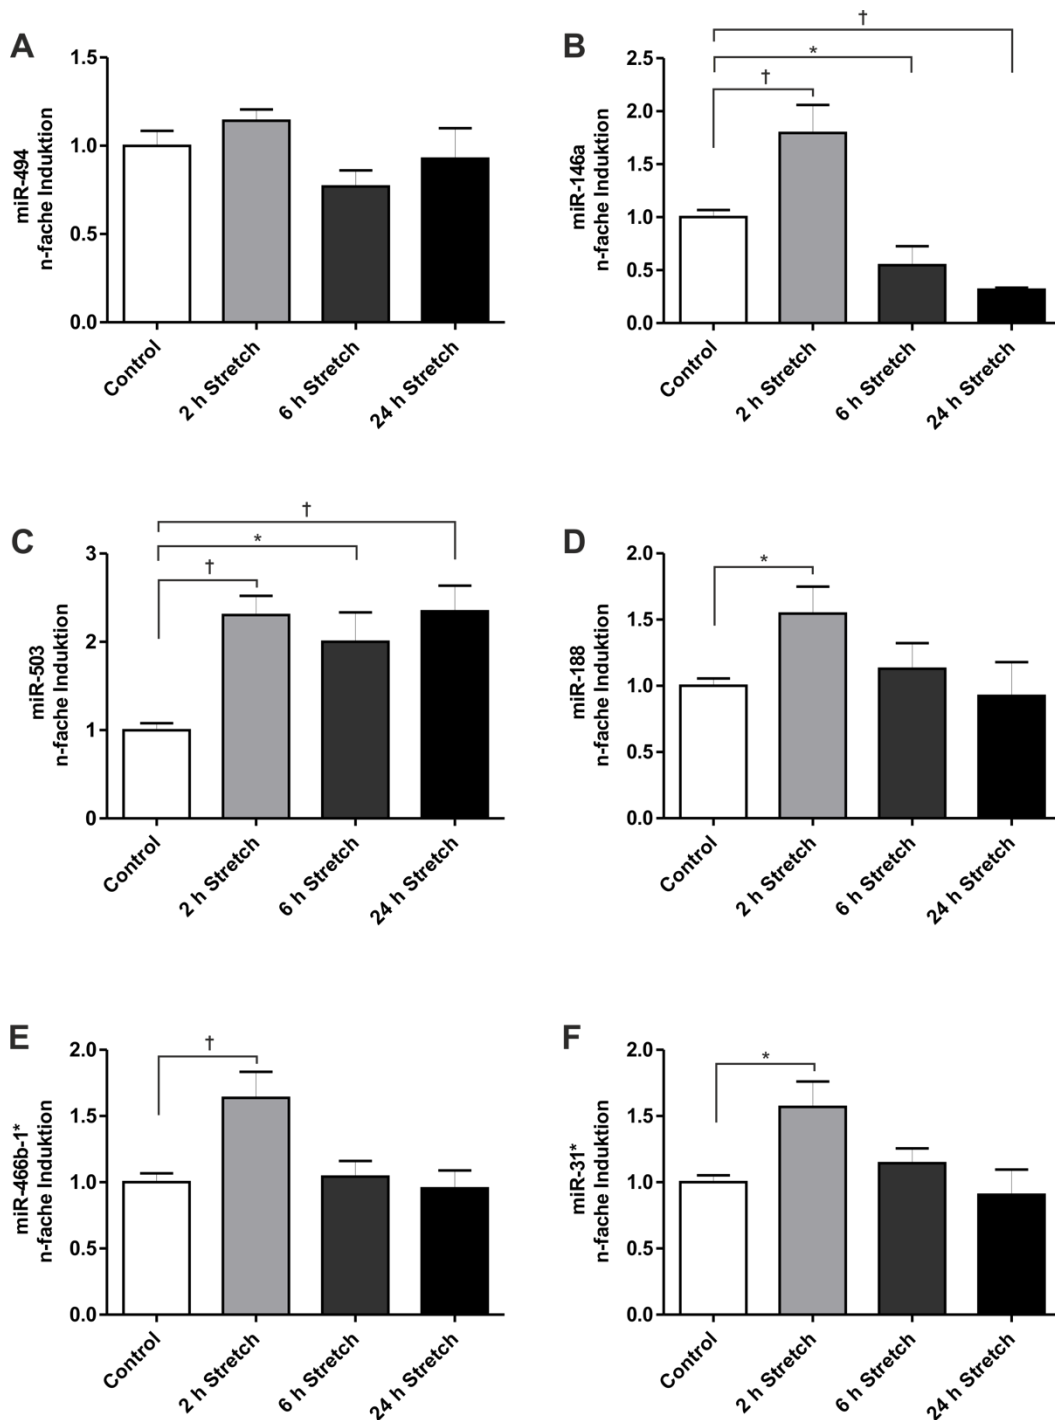 A
miR-494
n-fache Induktion
1.5
1.0
0.5
0.0
Control
2 h Stretch
6 h Stretch
24 h Stretch
B
miR-146a
n-fache Induktion
2.5
2.0
1.5
1.0
0.5
0.0
†
*
†
Control
2 h Stretch
6 h Stretch
24 h Stretch
C
miR-503
n-fache Induktion
3
2
1
0
†
*
†
Control
2 h Stretch
6 h Stretch
24 h Stretch
D
miR-188
n-fache Induktion
2.0
1.5
1.0
0.5
0.0
*
Control
2 h Stretch
6 h Stretch
24 h Stretch
E
miR-466b-1*
n-fache Induktion
2.0
1.5
1.0
0.5
0.0
†
Control
2 h Stretch
6 h Stretch
24 h Stretch
F
miR-31*
n-fache Induktion
2.0
1.5
1.0
0.5
0.0
*
Control
2 h Stretch
6 h Stretch
24 h Stretch